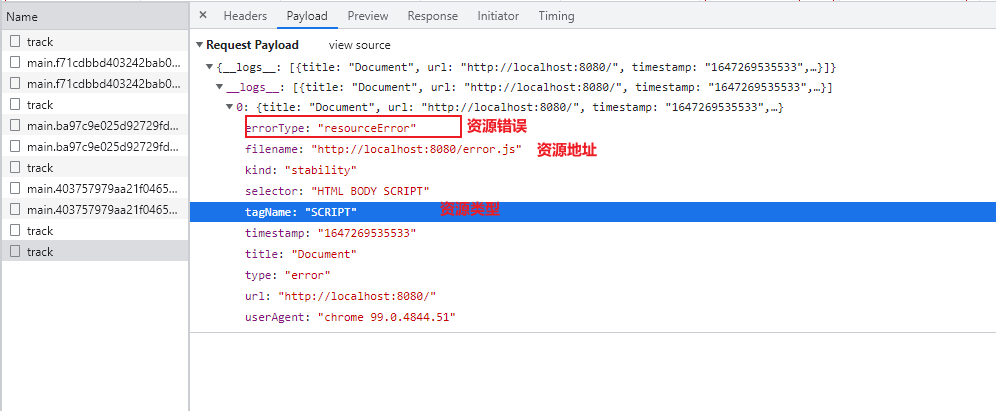 Name
track
main.f71cdbbd403242bab0...
main.f71cdbbd403242bab0...
track
main.ba97c9e025d92729fd...
main.ba97c9e025d92729fd...
track
main.403757979aa21f0465...
main.403757979aa21f0465...
track
track
× Headers Payload Preview Response Initiator Timing
▼ Request Payload view source
▼ {__logs__: [{title: "Document", url: "http://localhost:8080/", timestamp: "1647269535533",…}]}
▼ __logs__: [{title: "Document", url: "http://localhost:8080/", timestamp: "1647269535533",…}]
▼ 0: {title: "Document", url: "http://localhost:8080/", timestamp: "1647269535533",…}
errorType: "resourceError" 资源错误
filename: "http://localhost:8080/error.js" 资源地址
kind: "stability"
selector: "HTML BODY SCRIPT"
tagName: "SCRIPT" 资源类型
timestamp: "1647269535533"
title: "Document"
type: "error"
url: "http://localhost:8080/"
userAgent: "chrome 99.0.4844.51"